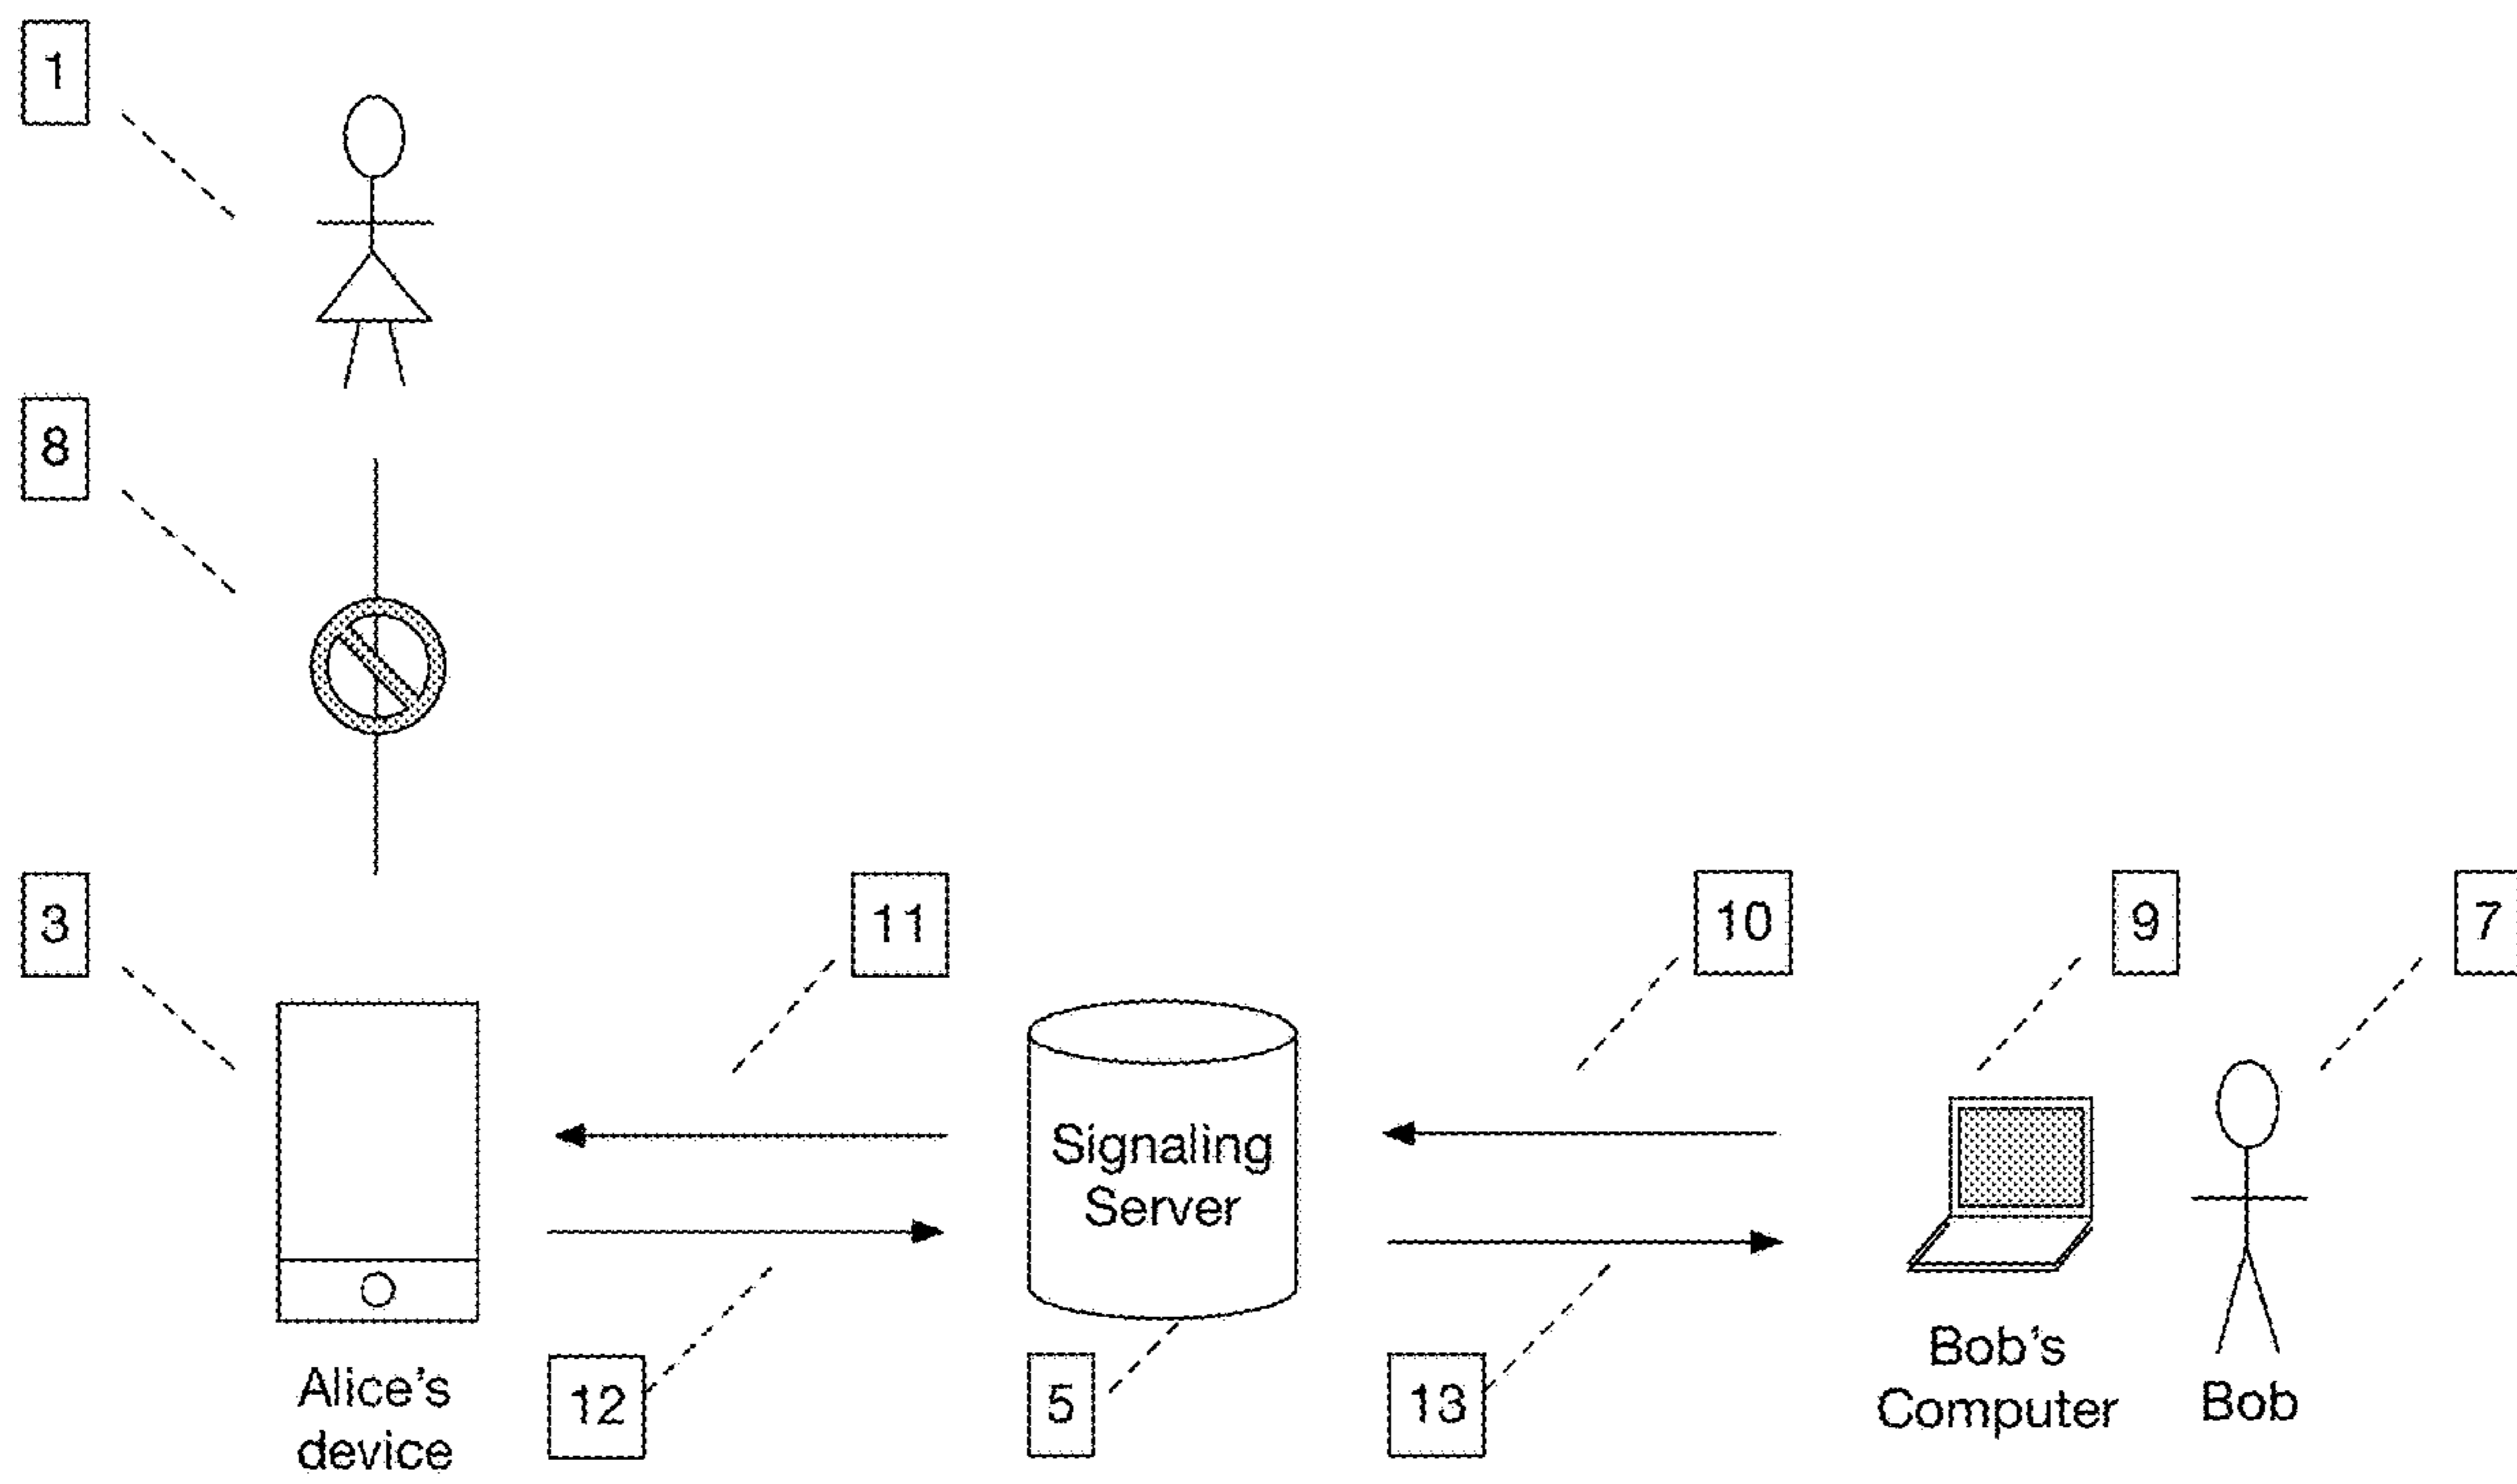 1
8
3
11
10
9
7
Signaling
Server
Alice's
device
12
5
13
Bob's
Computer
Bob